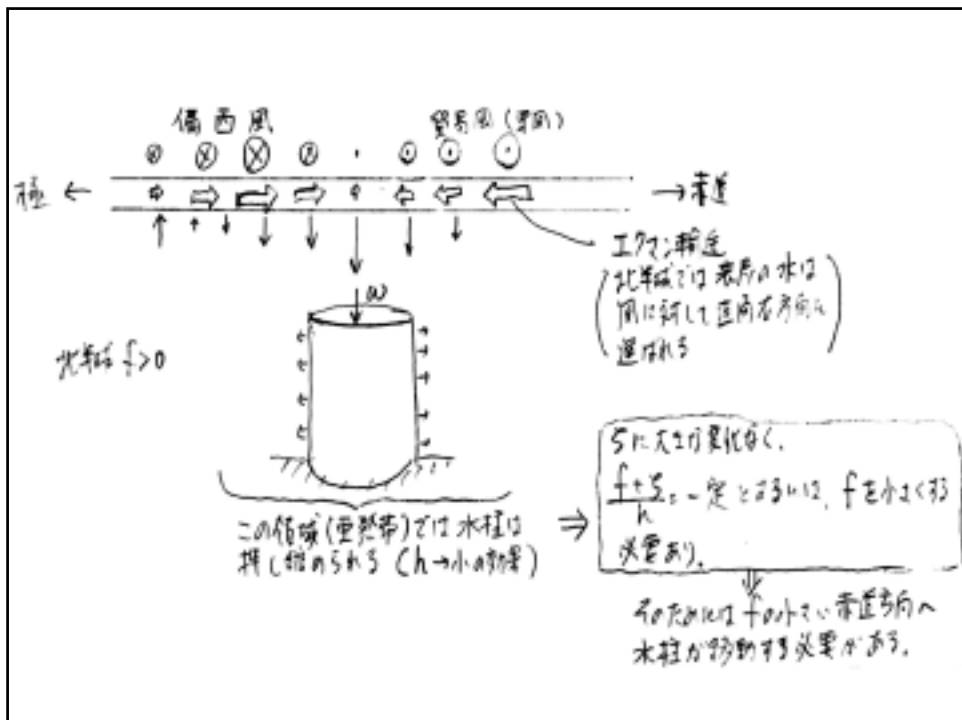 偏西風
貿易風(東風)
極 ←
→ 赤道
エクマン輸送
北半球では表層の水は
風に対して直角右方向に
運ばれる
ω
北半球 f>0
この領域(亜熱帯)では水柱は
押し縮められる (h→小の効果)
⇒
ζに大きな変化なく、
f+ζ
h
=一定とするには、fを小さくする
必要あり。
そのためにはfの小さい赤道方向へ
水柱が移動する必要がある。